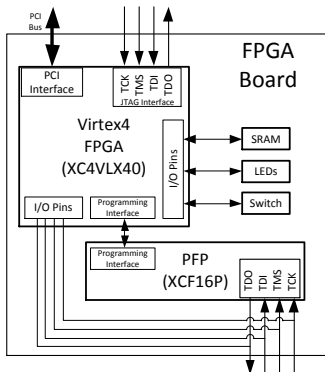 PCI
Bus
FPGA
Board
PCI
Interface
TCK
TMS
TDI
TDO
JTAG Interface
Virtex4
FPGA
(XC4VLX40)
I/O Pins
SRAM
LEDs
Switch
I/O Pins
Programming
Interface
Programming
Interface
PFP
(XCF16P)
TDO
TDI
TMS
TCK